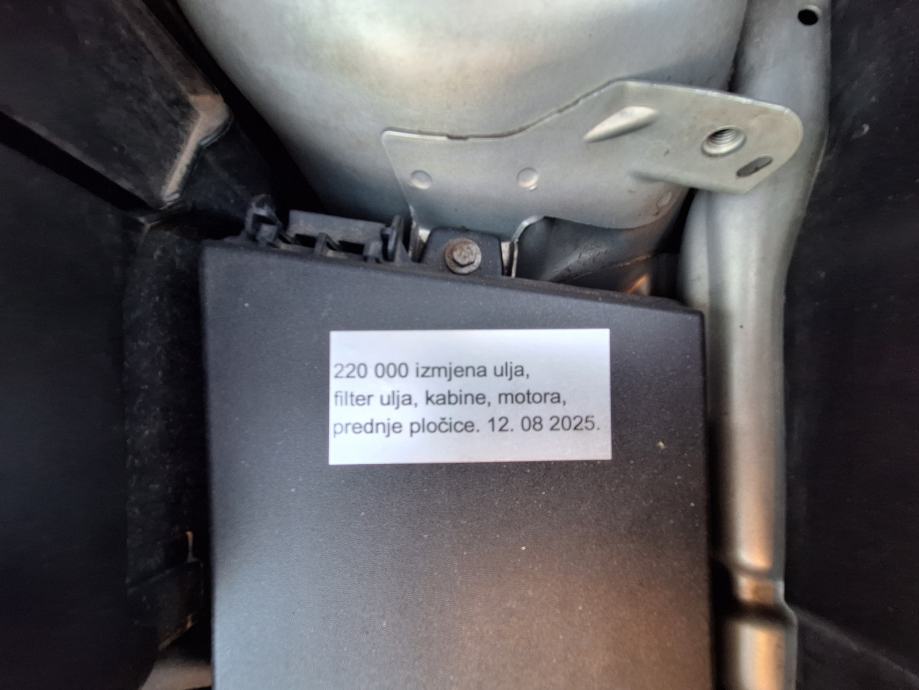 220 000 izmjena ulja,
filter ulja, kabine, motora,
prednje pločice. 12. 08 2025.